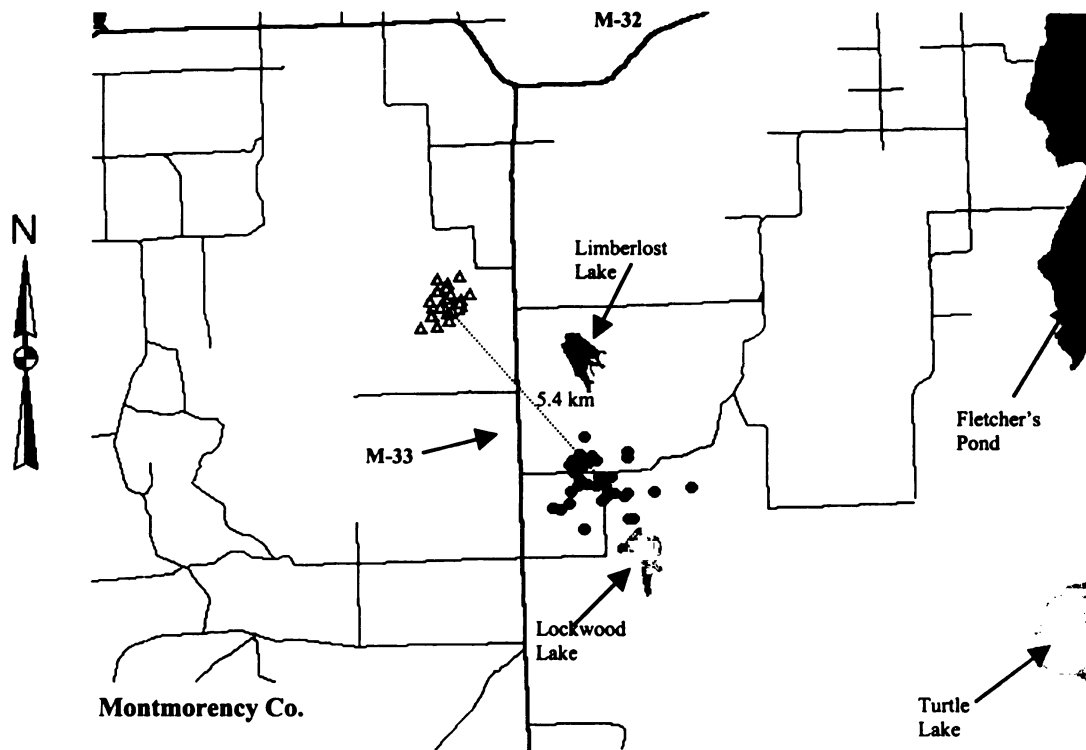 M-32
N
Limberlost
Lake
5.4 km
Fletcher's
Pond
M-33
Lockwood
Lake
Montmorency Co.
Turtle
Lake